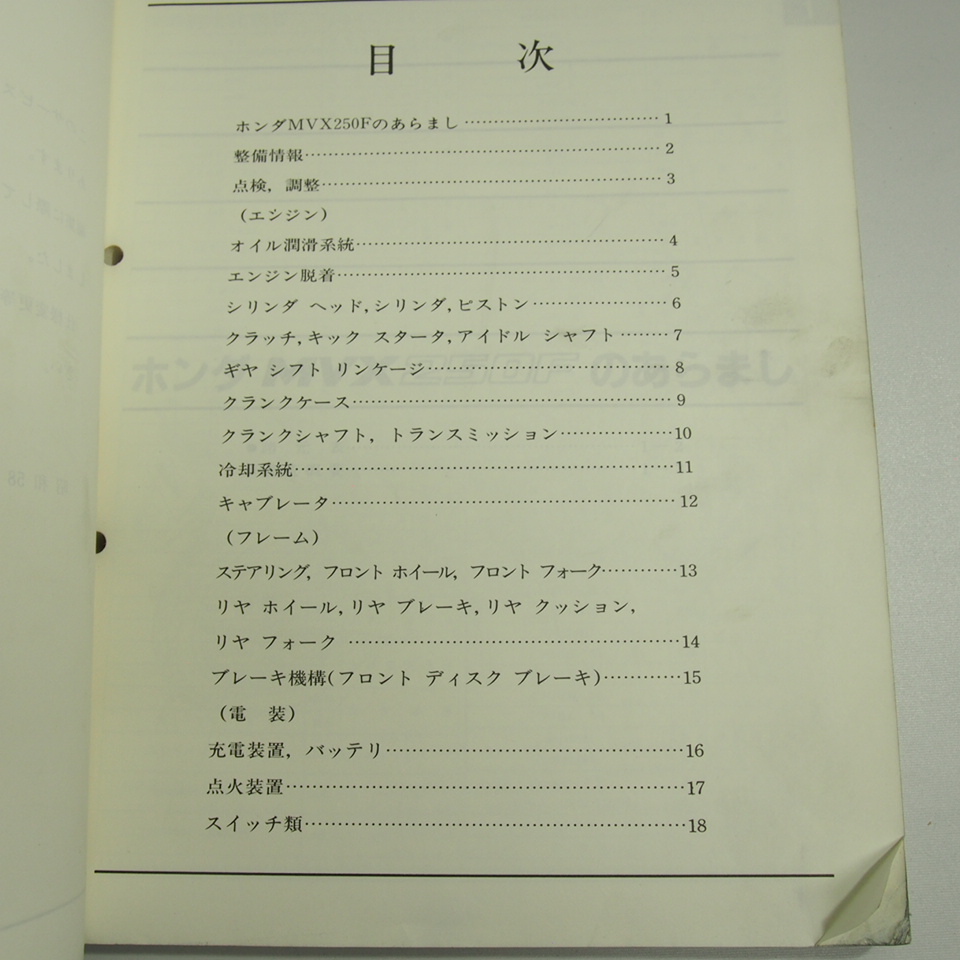 目　次
ホンダMVX250Fのあらまし……………………………1
整備情報……………………………………………………2
点検，調整…………………………………………………3
（エンジン）
オイル潤滑系統……………………………………………4
エンジン脱着………………………………………………5
シリンダ ヘッド，シリンダ，ピストン…………………6
クラッチ，キック スタータ，アイドル シャフト………7
ギヤ シフト リンケージ…………………………………8
クランクケース……………………………………………9
クランクシャフト，トランスミッション………………10
冷却系統……………………………………………………11
キャブレータ………………………………………………12
（フレーム）
ステアリング，フロント ホイール，フロント フォーク…………13
リヤ ホイール，リヤ ブレーキ，リヤ クッション，
リヤ フォーク ……………………………………………14
ブレーキ機構（フロント ディスク ブレーキ）…………15
（電　装）
充電装置，バッテリ………………………………………16
点火装置……………………………………………………17
スイッチ類…………………………………………………18
ホンダ MVX250F のあらまし